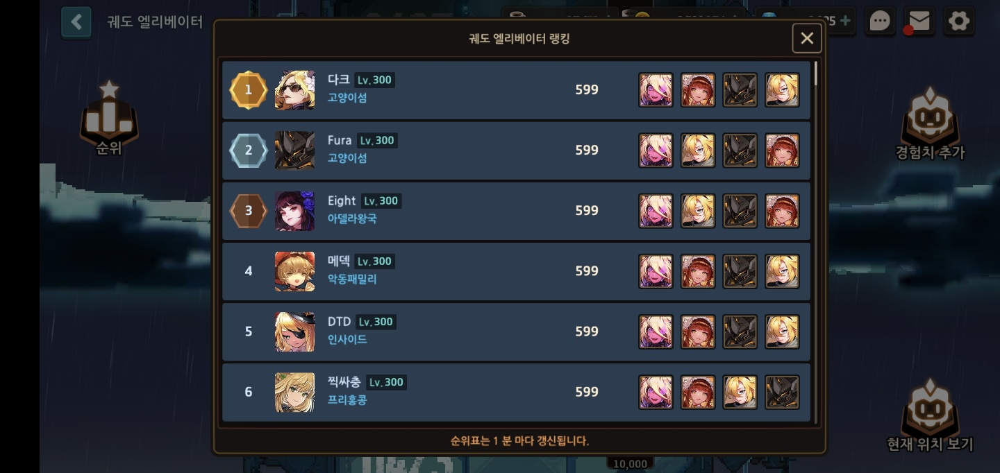 궤도 엘리베이터
궤도 엘리베이터 랭킹
순위
경험치 추가
현재 위치 보기
1
다크 Lv.300
고양이섬
599
2
Fura Lv.300
고양이섬
599
3
Eight Lv.300
아델라왕국
599
4
메덱 Lv.300
악동패밀리
599
5
DTD Lv.300
인사이드
599
6
찍싸충 Lv.300
프리홍콩
599
순위표는 1 분 마다 갱신됩니다.
10,000